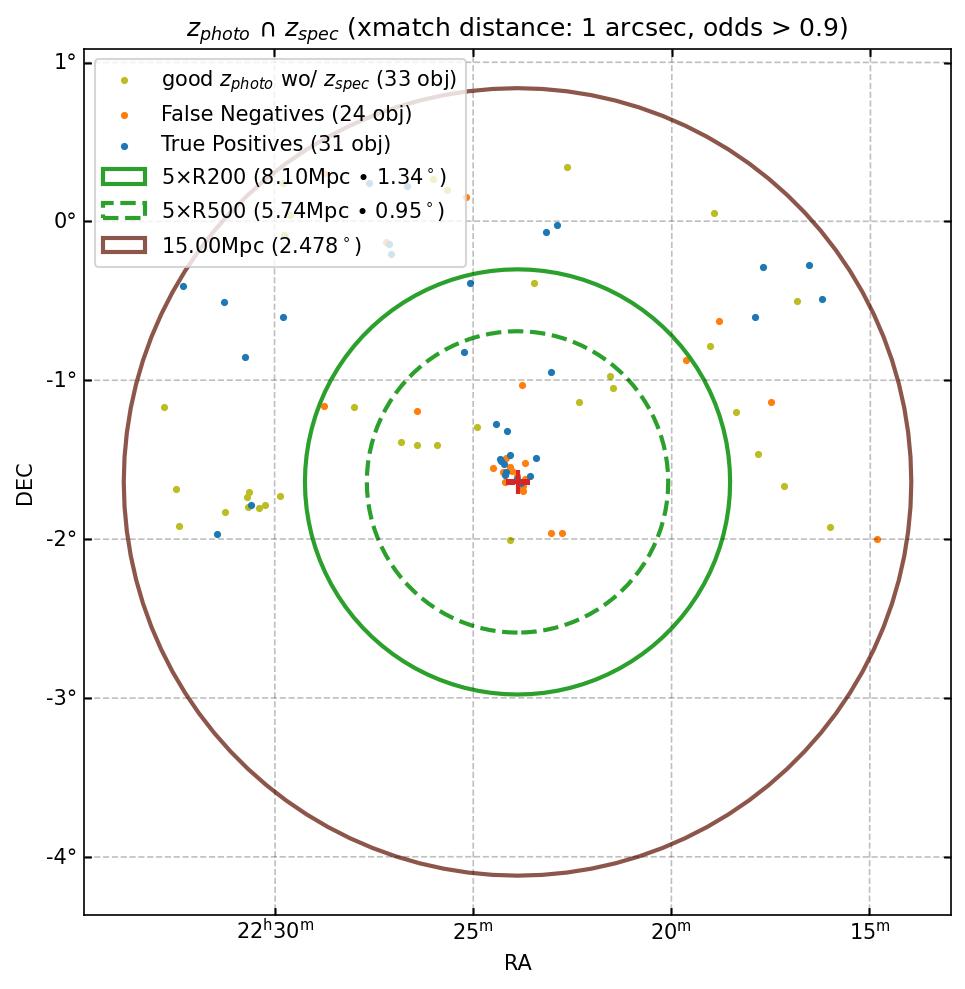 z_photo ∩ z_spec (xmatch distance: 1 arcsec, odds > 0.9)
good z_photo wo/ z_spec (33 obj)
False Negatives (24 obj)
True Positives (31 obj)
5×R200 (8.10Mpc • 1.34°)
5×R500 (5.74Mpc • 0.95°)
15.00Mpc (2.478°)
1°
0°
-1°
-2°
-3°
-4°
DEC
22h30m
25m
20m
15m
RA